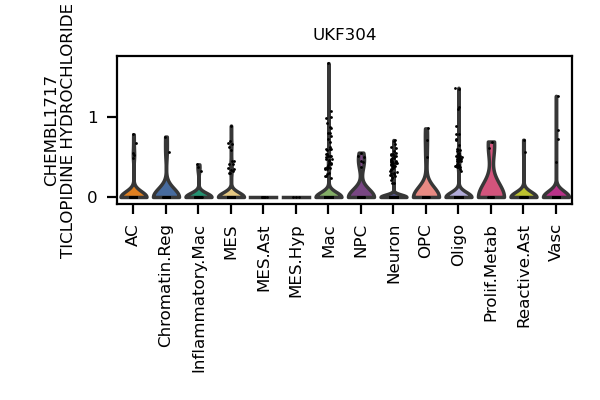 UKF304
CHEMBL1717
TICLOPIDINE HYDROCHLORIDE
1
0
AC
Chromatin.Reg
Inflammatory.Mac
MES
MES.Ast
MES.Hyp
Mac
NPC
Neuron
OPC
Oligo
Prolif.Metab
Reactive.Ast
Vasc